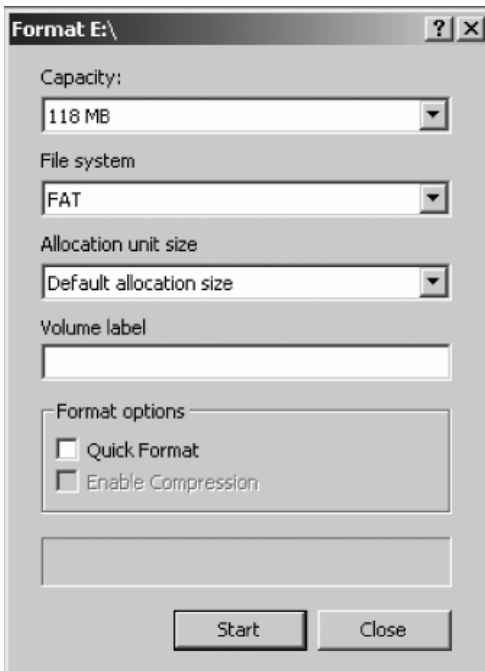 Format E:\
Capacity:
118 MB
File system
FAT
Allocation unit size
Default allocation size
Volume label
Format options
Quick Format
Enable Compression
Start
Close